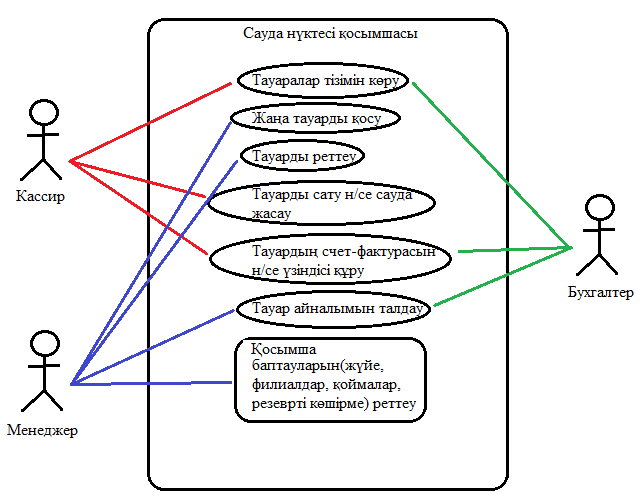 Сауда нүктесі қосымшасы
Тауаралар тізімін көру
Жаңа тауарды қосу
Тауарды реттеу
Кассир
Тауарды сату н/се сауда
жасау
Тауардың счет-фактурасын
н/се үзіндісі құру
Бухгалтер
Тауар айналымын талдау
Қосымша
баптауларын(жүйе,
филиалдар, қоймалар,
резеврті көшірме) реттеу
Менеджер